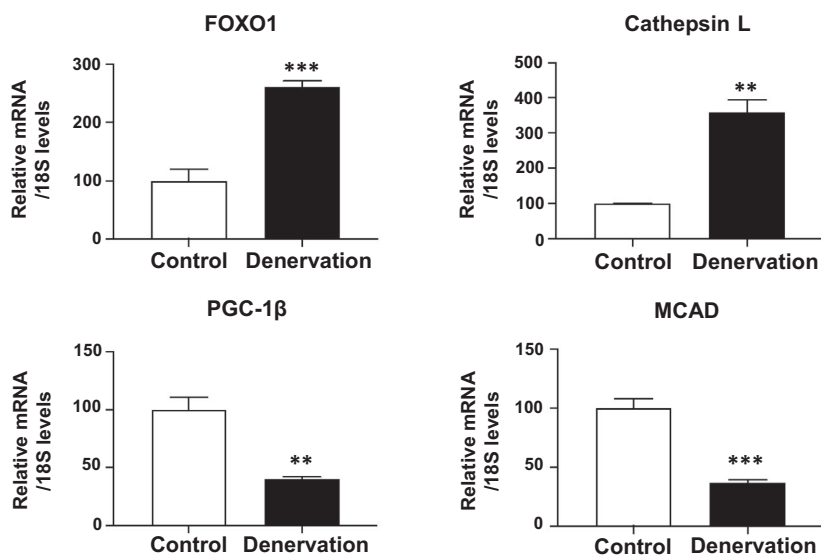 FOXO1
Relative mRNA
/18S levels
300
200
100
0
***
Control Denervation
Cathepsin L
Relative mRNA
/18S levels
500
400
300
200
100
0
**
Control Denervation
PGC-1β
Relative mRNA
/18S levels
150
100
50
0
**
Control Denervation
MCAD
Relative mRNA
/18S levels
150
100
50
0
***
Control Denervation